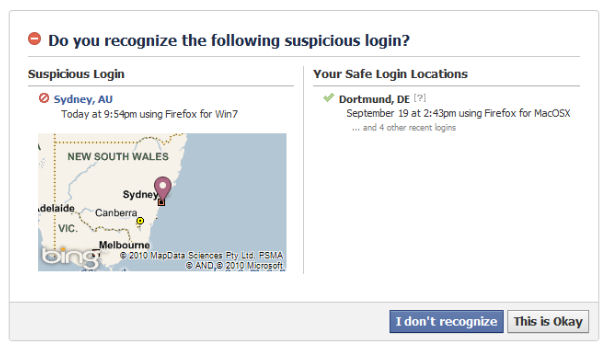 Do you recognize the following suspicious login?
Suspicious Login
Sydney, AU
Today at 9:54pm using Firefox for Win7
NEW SOUTH WALES
Sydney
delaide
Canberra
VIC.
Melbourne
bing
© 2010 MapData Sciences Pty Ltd, PSMA
© AND,© 2010 Microsoft
Your Safe Login Locations
Dortmund, DE [?]
September 19 at 2:43pm using Firefox for MacOSX
... and 4 other recent logins
I don't recognize
This is Okay